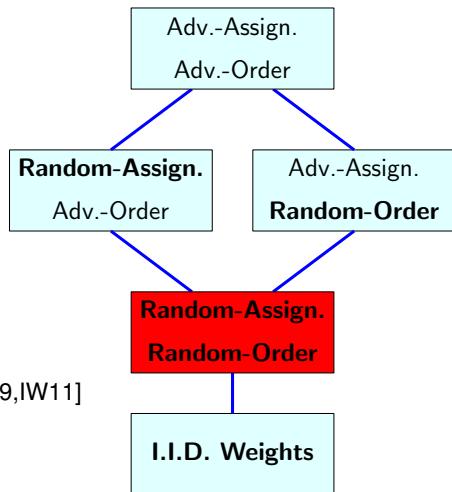 Adv.-Assign.
Adv.-Order
Random-Assign.
Adv.-Order
Adv.-Assign.
Random-Order
Random-Assign.
Random-Order
9,IW11]
I.I.D. Weights